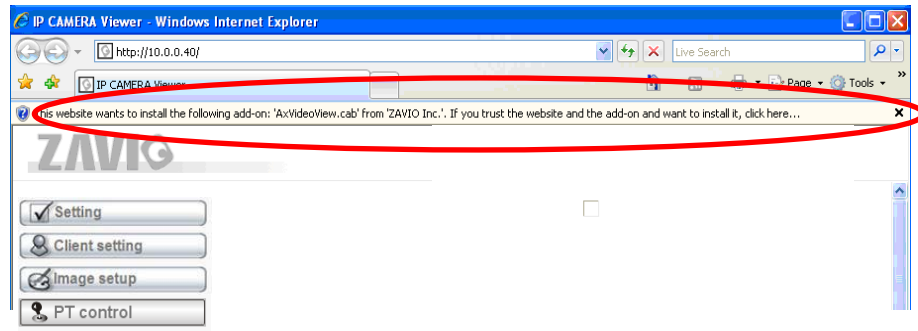 IP CAMERA Viewer - Windows Internet Explorer
http://10.0.0.40/
Live Search
IP CAMERA Viewer
Page
Tools
This website wants to install the following add-on: 'AxVideoView.cab' from 'ZAVIO Inc.'. If you trust the website and the add-on and want to install it, click here...
ZAVIO
Setting
Client setting
Image setup
PT control